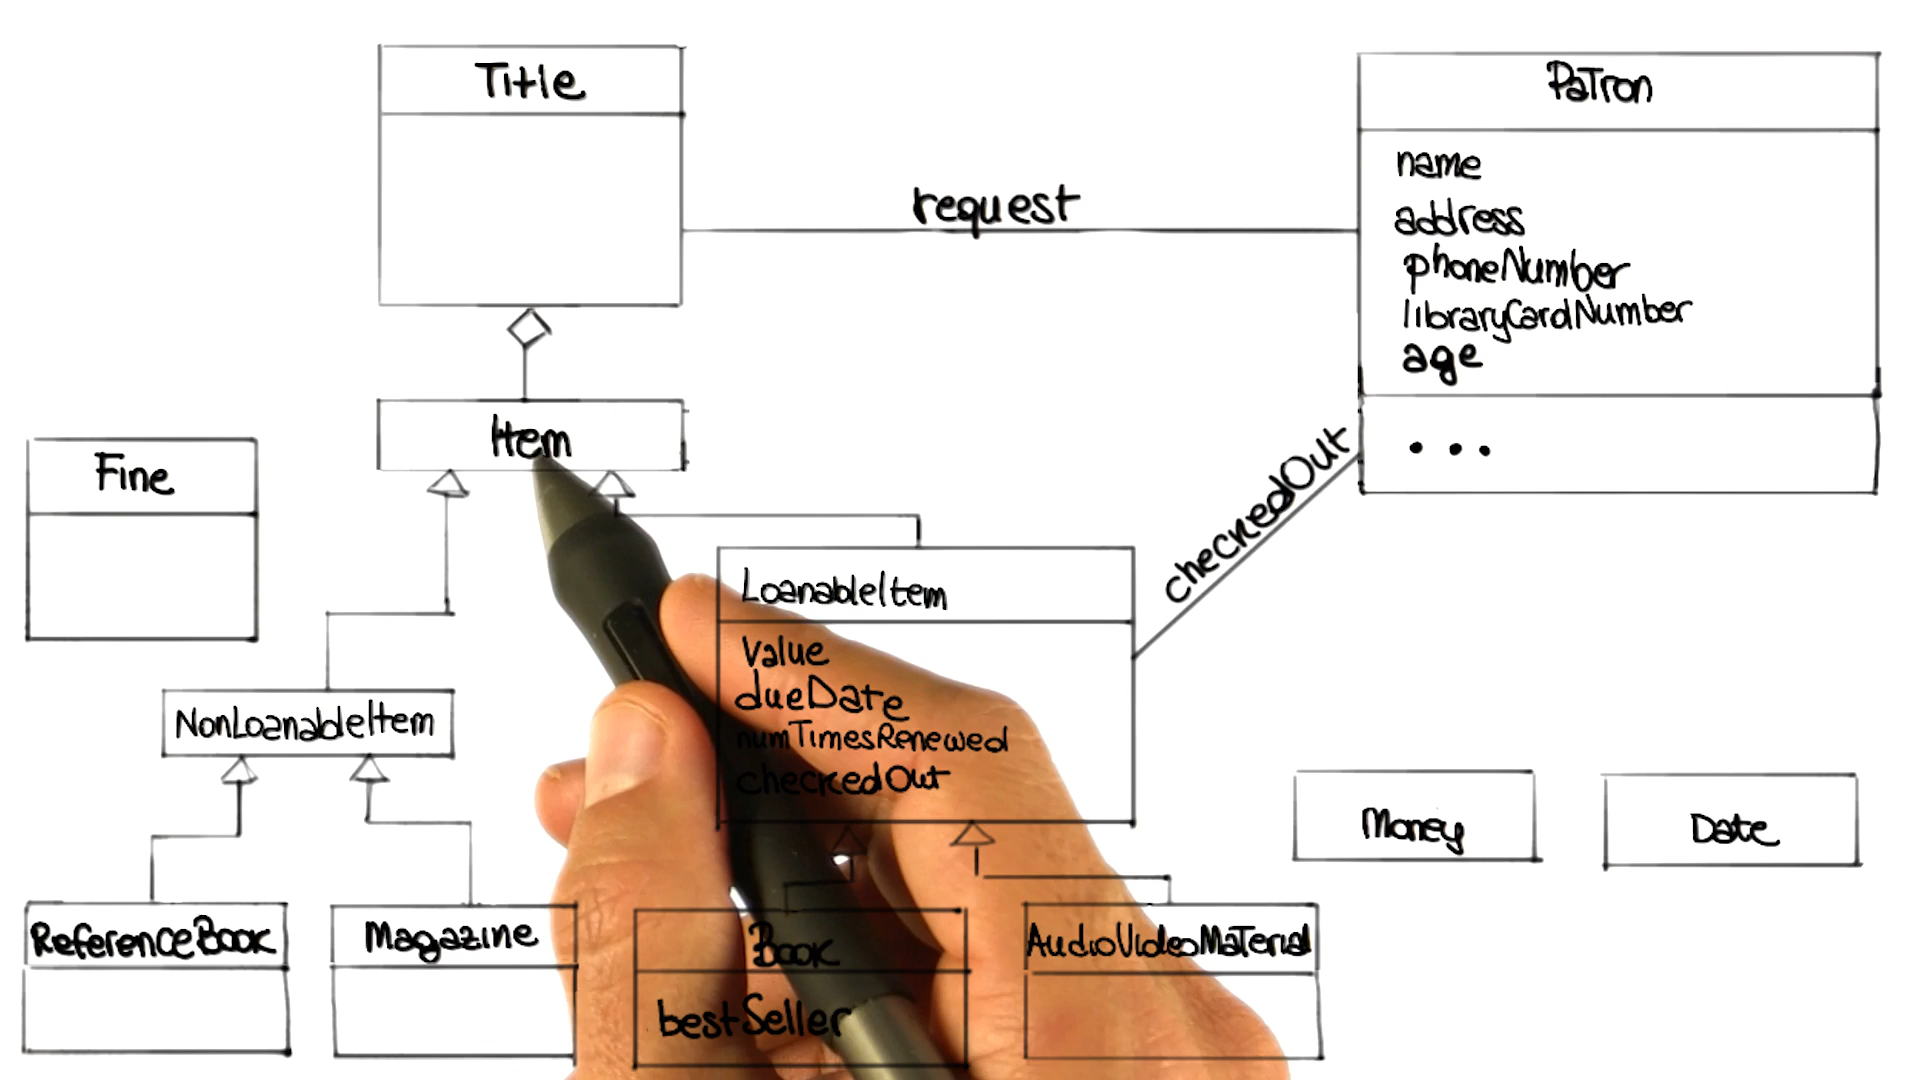 Title
Patron
name
address
phoneNumber
libraryCardNumber
age
...
request
Item
Fine
checkedOut
LoanableItem
Value
dueDate
numTimesRenewed
checkedOut
NonLoanableItem
Money
Date
ReferenceBook
Magazine
Book
bestSeller
AudioVideoMaterial